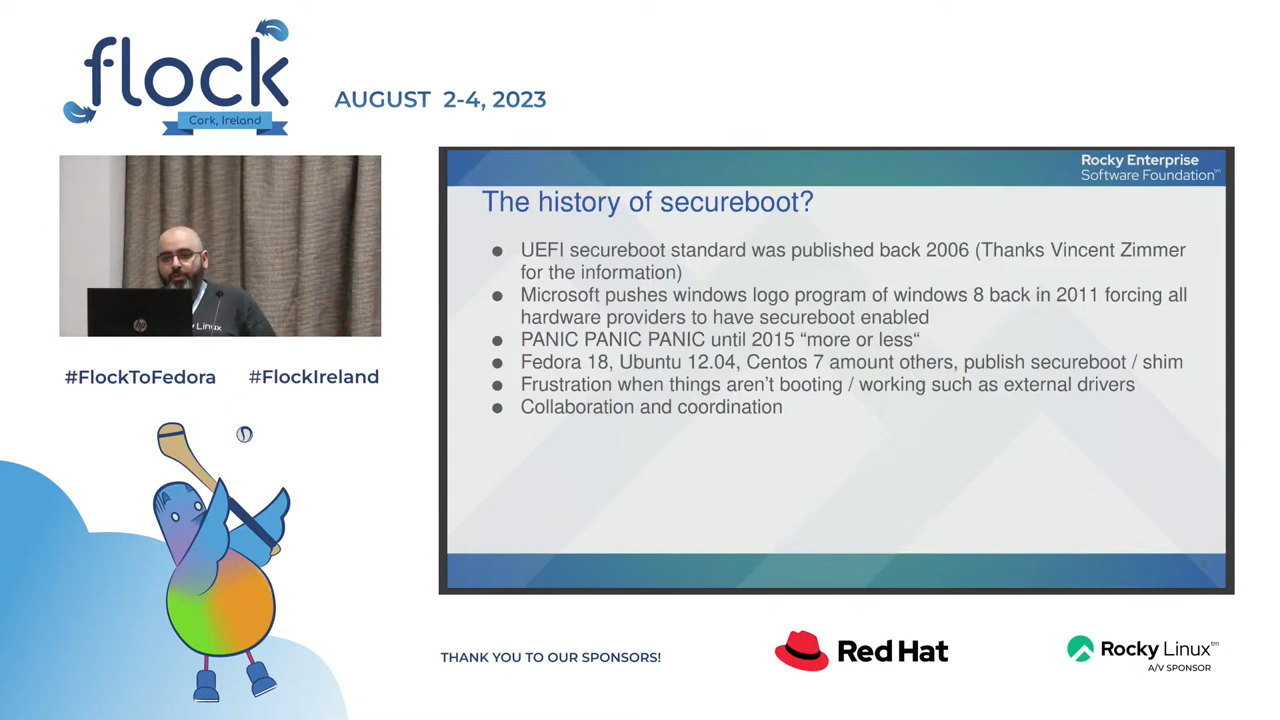 flock
Cork, Ireland
AUGUST 2-4, 2023
Rocky Enterprise
Software Foundation™
The history of secureboot?
● UEFI secureboot standard was published back 2006 (Thanks Vincent Zimmer
for the information)
● Microsoft pushes windows logo program of windows 8 back in 2011 forcing all
hardware providers to have secureboot enabled
● PANIC PANIC PANIC until 2015 “more or less“
● Fedora 18, Ubuntu 12.04, Centos 7 amount others, publish secureboot / shim
● Frustration when things aren’t booting / working such as external drivers
● Collaboration and coordination
hp
Linux
#FlockToFedora #FlockIreland
THANK YOU TO OUR SPONSORS!
Red Hat
Rocky Linux™
A/V SPONSOR